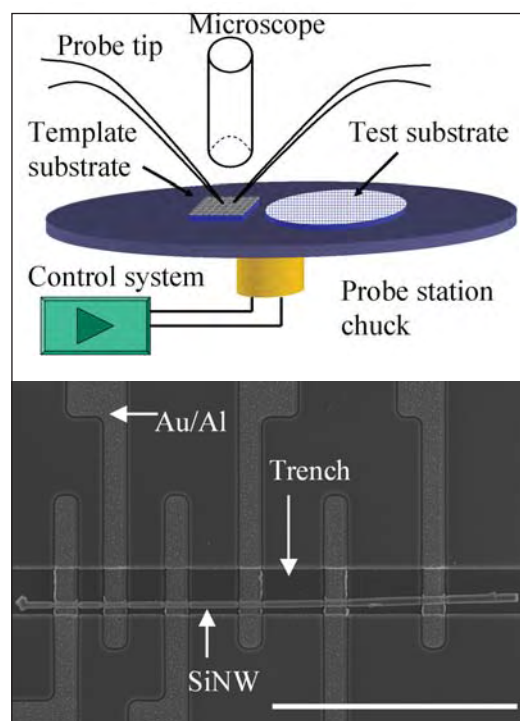 Microscope
Probe tip
Template
substrate
Test substrate
Control system
Probe station
chuck
Au/Al
Trench
SiNW